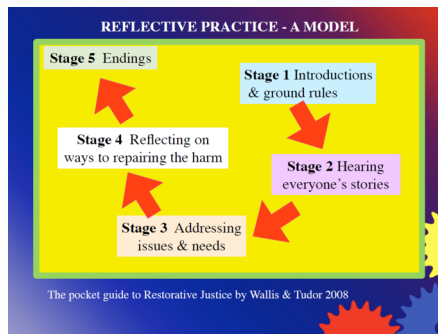 REFLECTIVE PRACTICE - A MODEL
Stage 5 Endings
Stage 1 Introductions
& ground rules
Stage 4 Reflecting on
ways to repairing the harm
Stage 2 Hearing
everyone's stories
Stage 3 Addressing
issues & needs
The pocket guide to Restorative Justice by Wallis & Tudor 2008